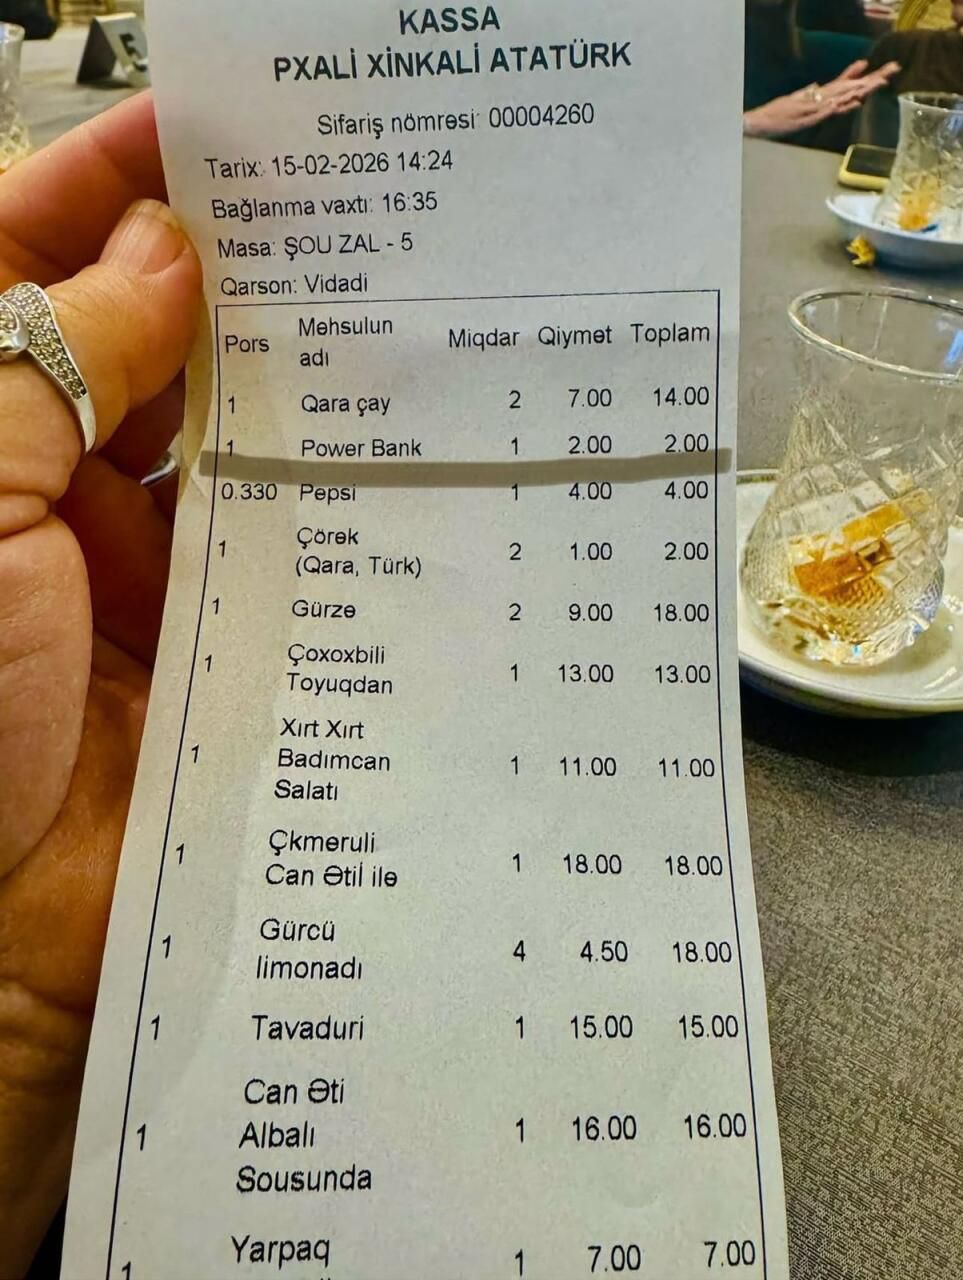 KASSA
PXALİ XİNKALİ ATATÜRK
Sifariş nömrəsi: 00004260
Tarix: 15-02-2026 14:24
Bağlanma vaxtı: 16:35
Masa: ŞOU ZAL - 5
Qarson: Vidadi
Pors Məhsulun adı Miqdar Qiymət Toplam
1 Qara çay 2 7.00 14.00
1 Power Bank 1 2.00 2.00
0.330 Pepsi 1 4.00 4.00
1 Çörək (Qara, Türk) 2 1.00 2.00
1 Gürzə 2 9.00 18.00
1 Çoxoxbili Toyuqdan 1 13.00 13.00
1 Xırt Xırt Badımcan Salatı 1 11.00 11.00
1 Çkmeruli Can Ətil ilə 1 18.00 18.00
1 Gürcü limonadı 4 4.50 18.00
1 Tavaduri 1 15.00 15.00
1 Can Əti Albalı Sousunda 1 16.00 16.00
1 Yarpaq 1 7.00 7.00
5